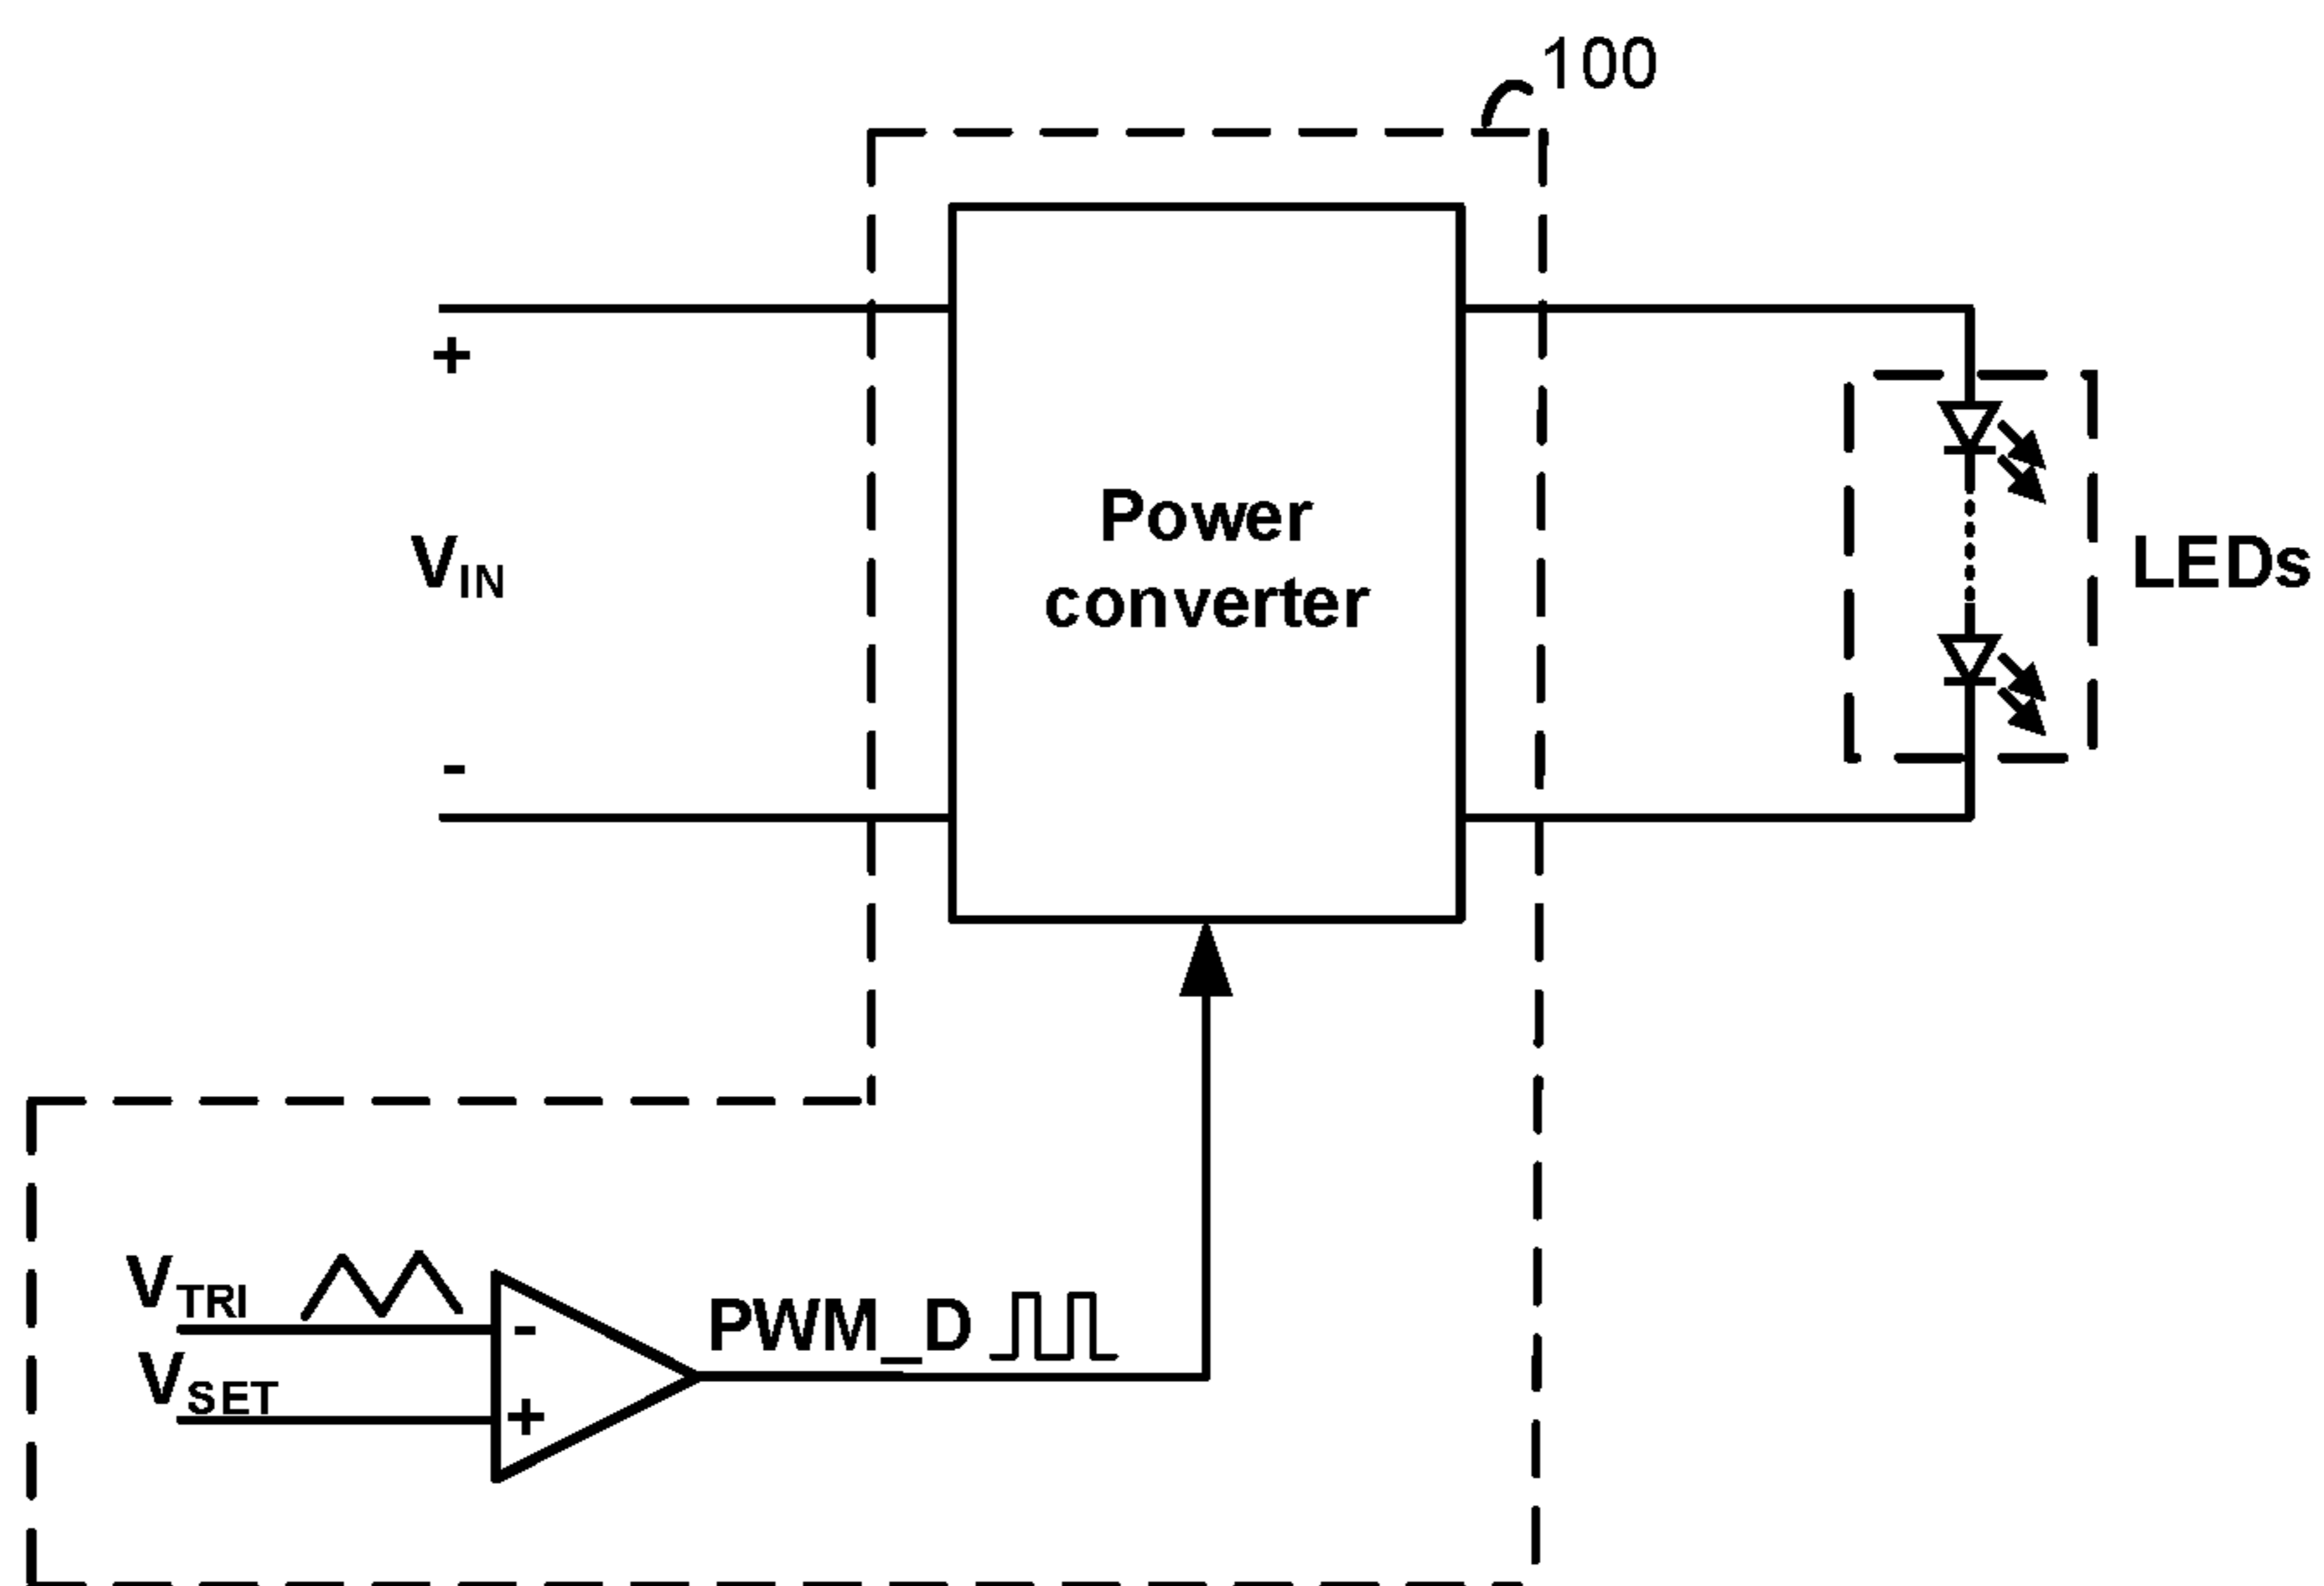 100
+
Power
converter
VIN
LEDs
-
VTRI
-
PWM_D
VSET
+